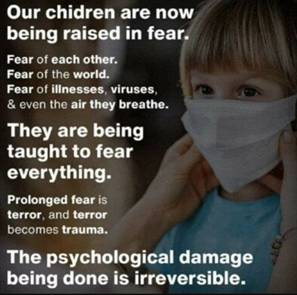 Our chidren are now
being raised in fear.
Fear of each other.
Fear of the world.
Fear of illnesses, viruses,
& even the air they breathe.
They are being
taught to fear
everything.
Prolonged fear is
terror, and terror
becomes trauma.
The psychological damage
being done is irreversible.